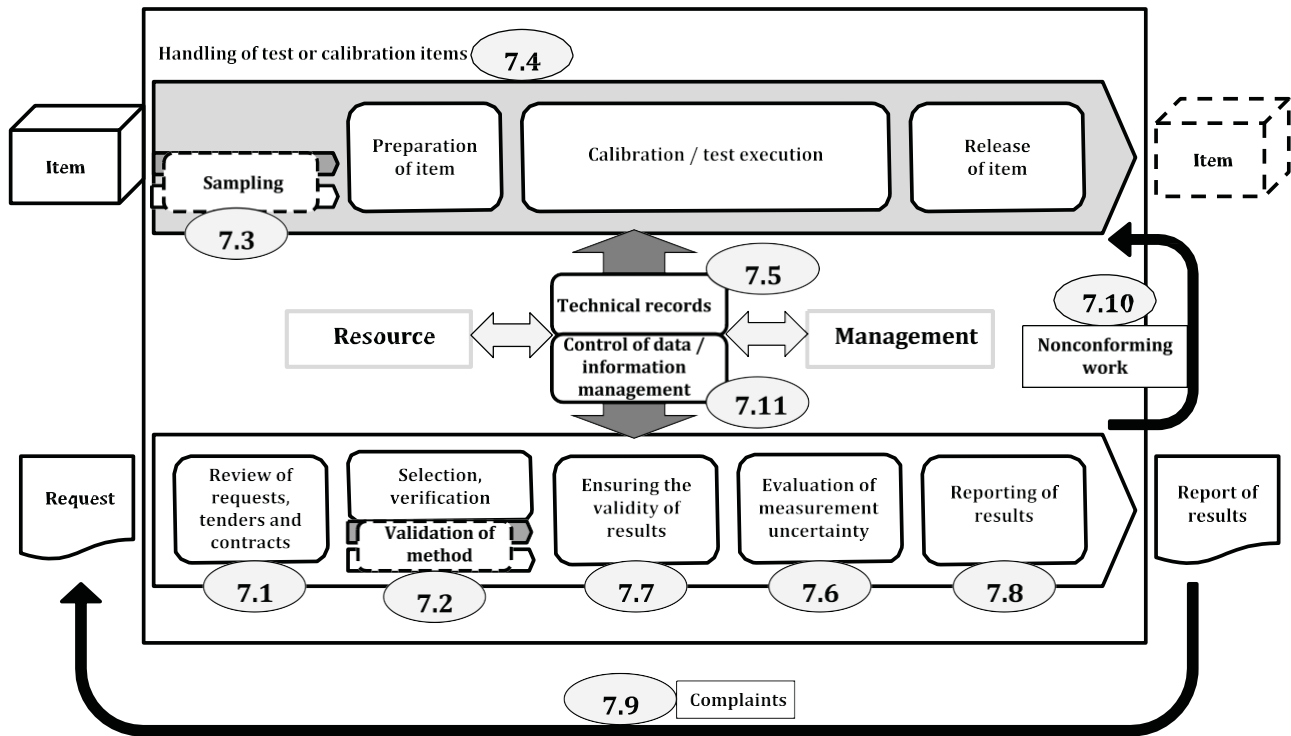 Handling of test or calibration items
7.4
Item
Sampling
7.3
Preparation
of item
Calibration / test execution
Release
of item
Item
7.5
Technical records
Resource
Management
Control of data /
information
management
7.11
7.10
Nonconforming
work
Request
Review of
requests,
tenders and
contracts
7.1
Selection,
verification
Validation of
method
7.2
Ensuring the
validity of
results
7.7
Evaluation of
measurement
uncertainty
7.6
Reporting of
results
7.8
Report of
results
7.9
Complaints